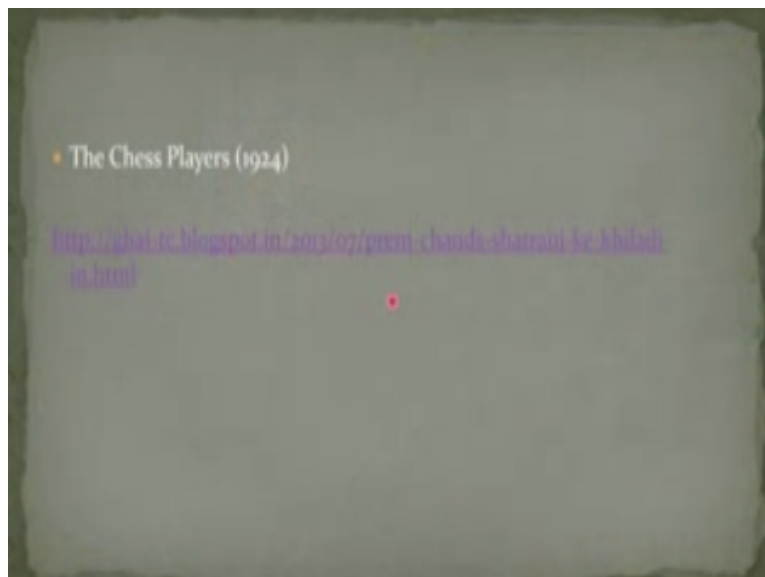 The Chess Players (1924)
http://ghai-tc.blogspot.in/2013/07/prem-chands-shatranj-ke-khiladi-
in.html